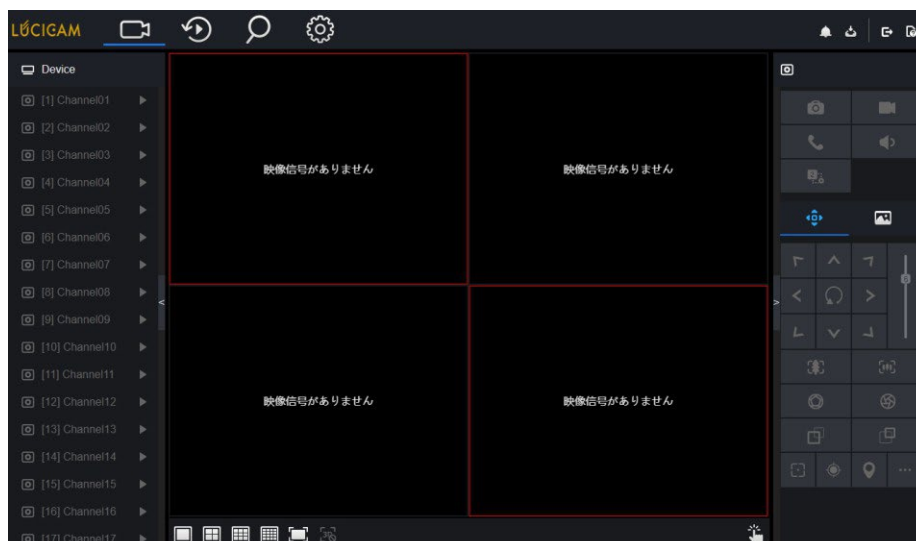 LÚCICAM
Device
[1] Channel01
[2] Channel02
[3] Channel03
[4] Channel04
[5] Channel05
[6] Channel06
[7] Channel07
[8] Channel08
[9] Channel09
[10] Channel10
[11] Channel11
[12] Channel12
[13] Channel13
[14] Channel14
[15] Channel15
[16] Channel16
[17] Channel17
映像信号がありません
映像信号がありません
映像信号がありません
映像信号がありません